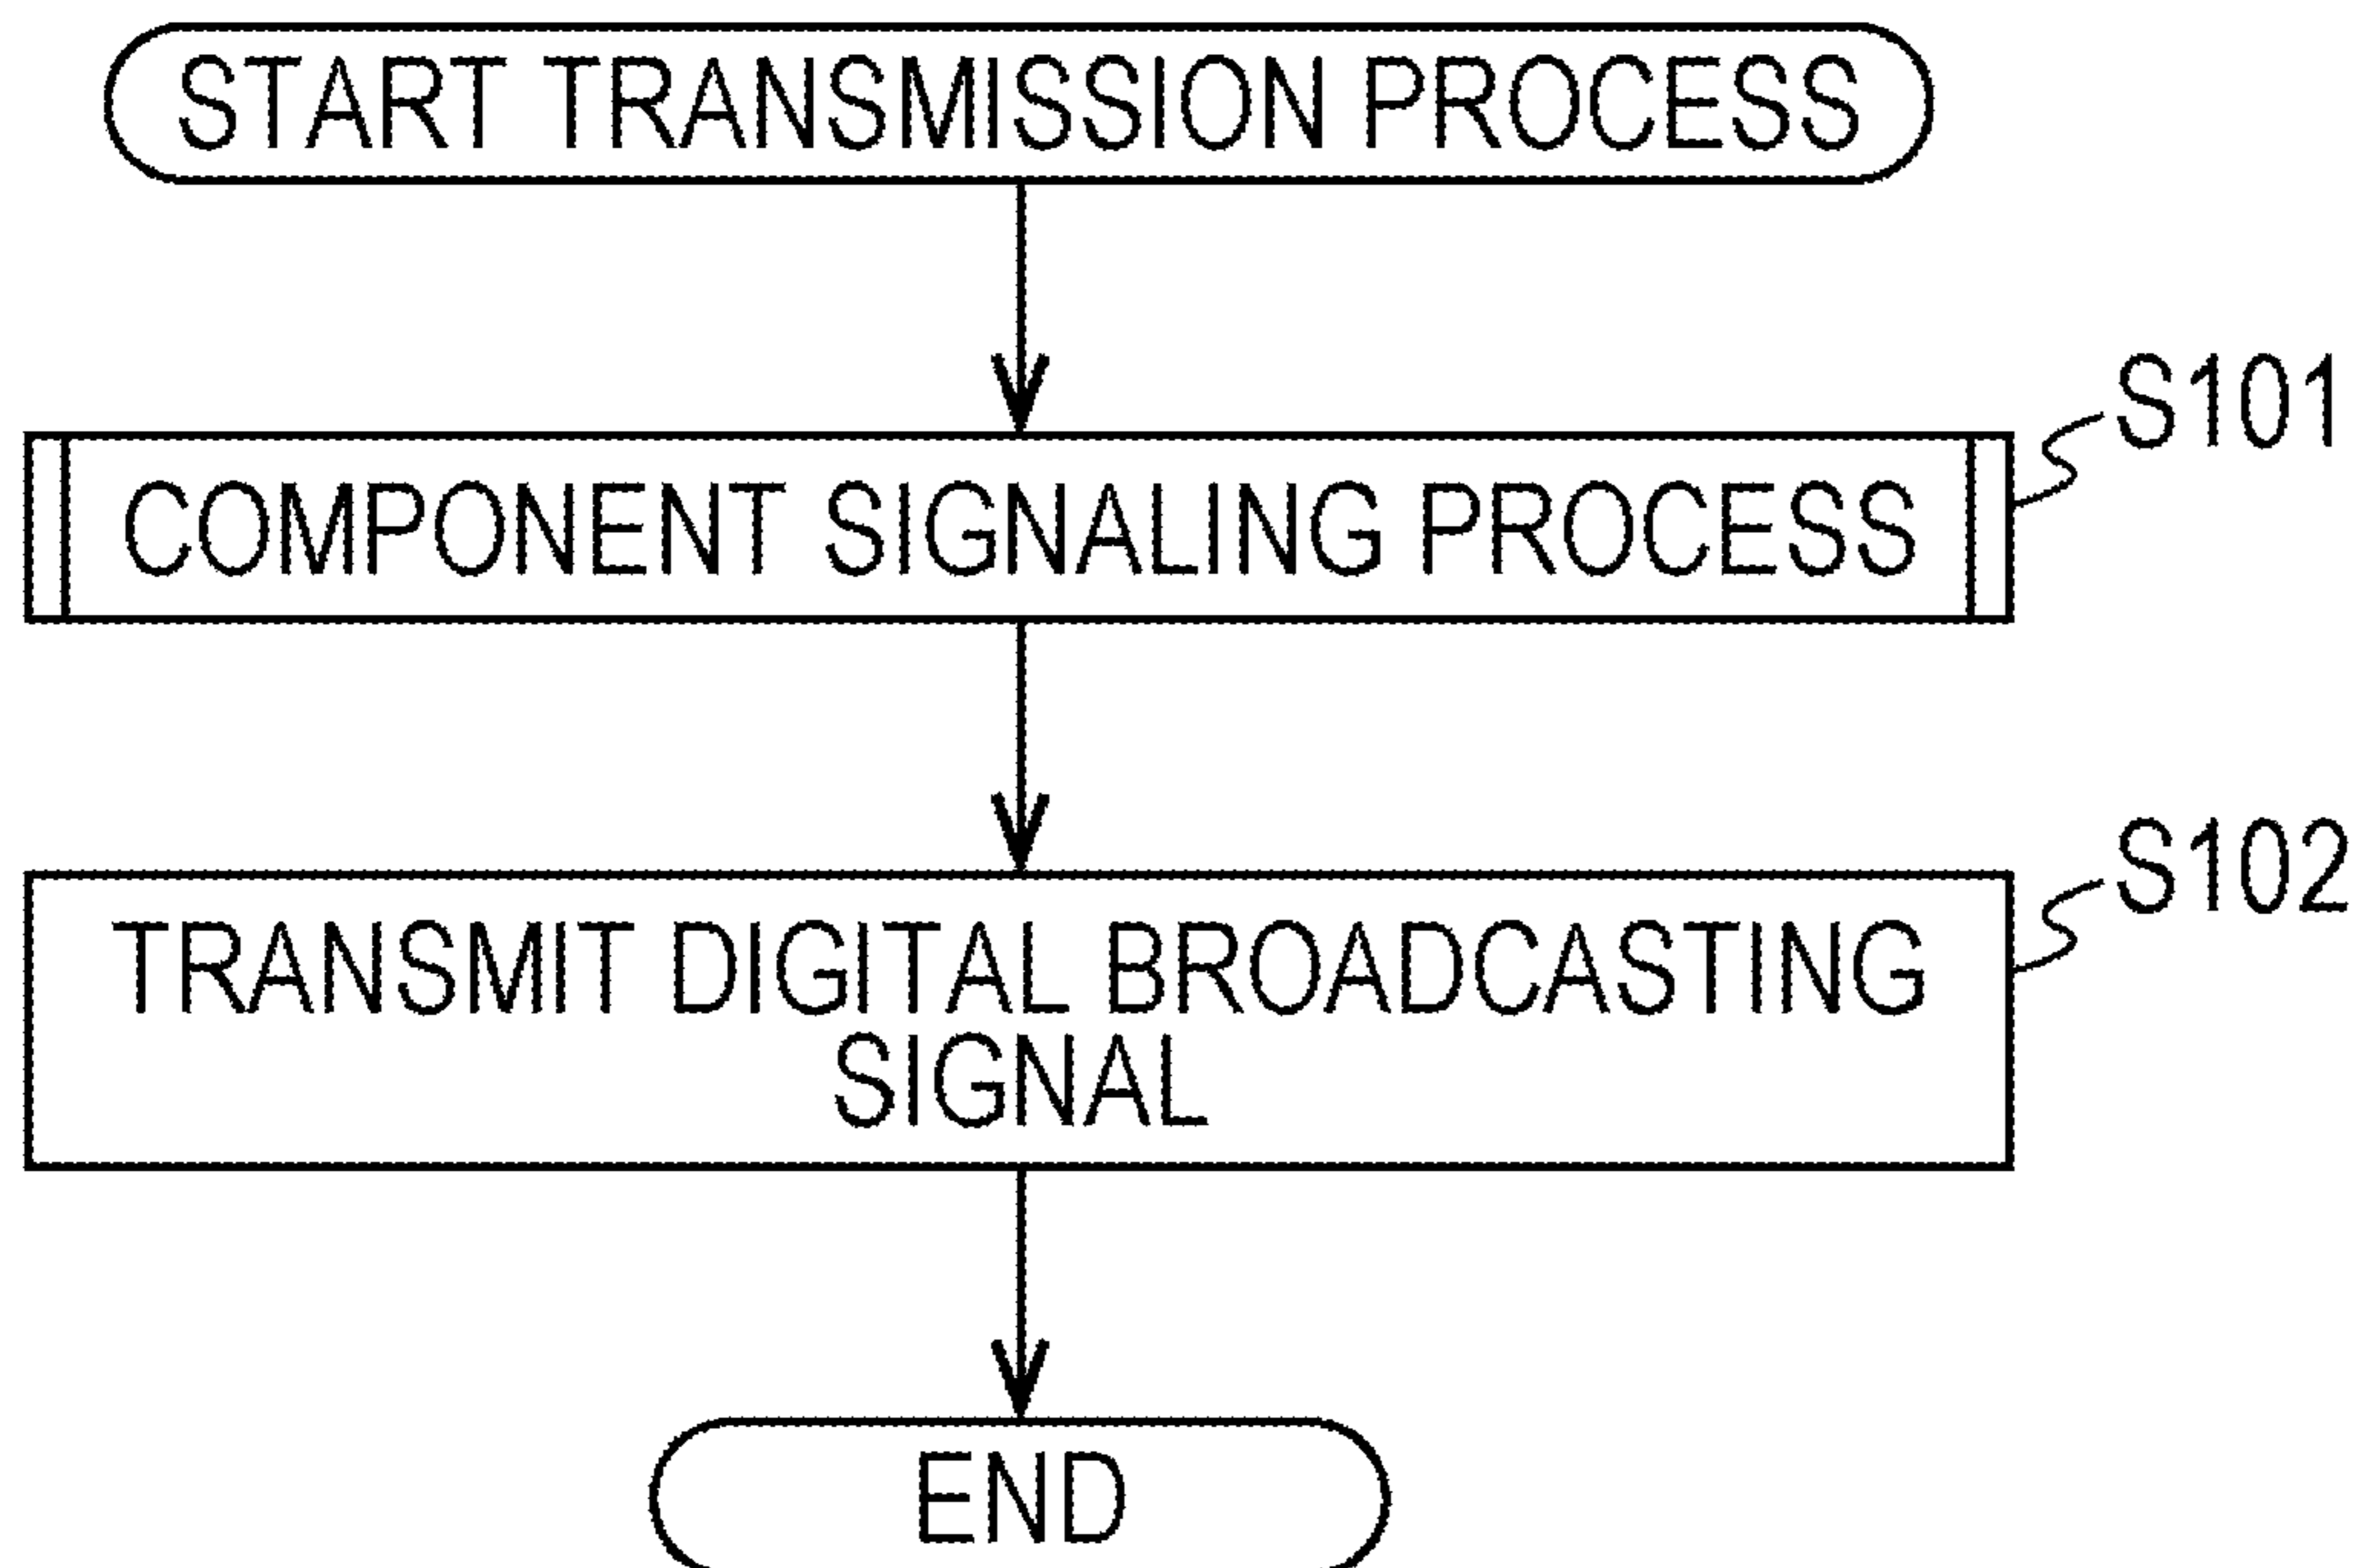 START TRANSMISSION PROCESS
S101
COMPONENT SIGNALING PROCESS
S102
TRANSMIT DIGITAL BROADCASTING
SIGNAL
END